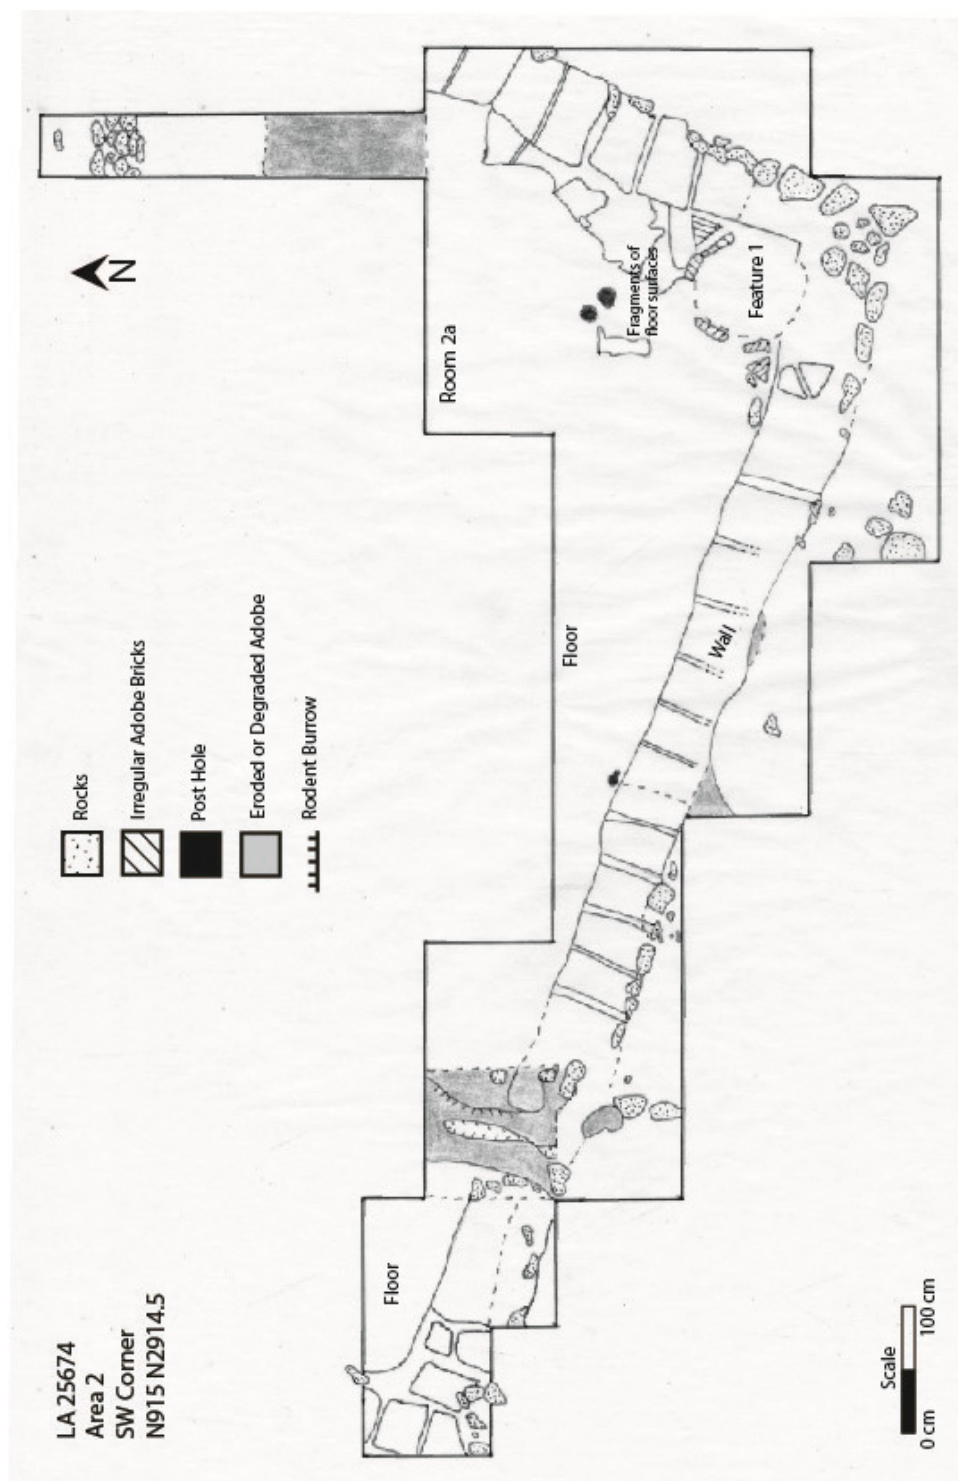 LA 25674
Area 2
SW Corner
N915 N2914.5
Rocks
Irregular Adobe Bricks
Post Hole
Eroded or Degraded Adobe
Rodent Burrow
N
Room 2a
Fragments of
floor surfaces
Feature 1
Floor
Wall
Floor
Scale
0 cm
100 cm